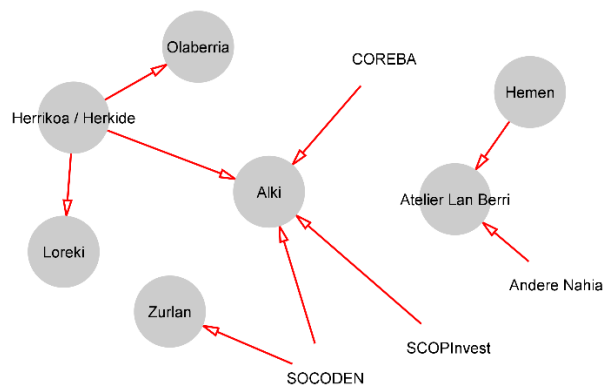 Olaberria
COREBA
Hemen
Herrikoa / Herkide
Alki
Atelier Lan Berri
Loreki
Andere Nahia
Zurlan
SCOPInvest
SOCODEN